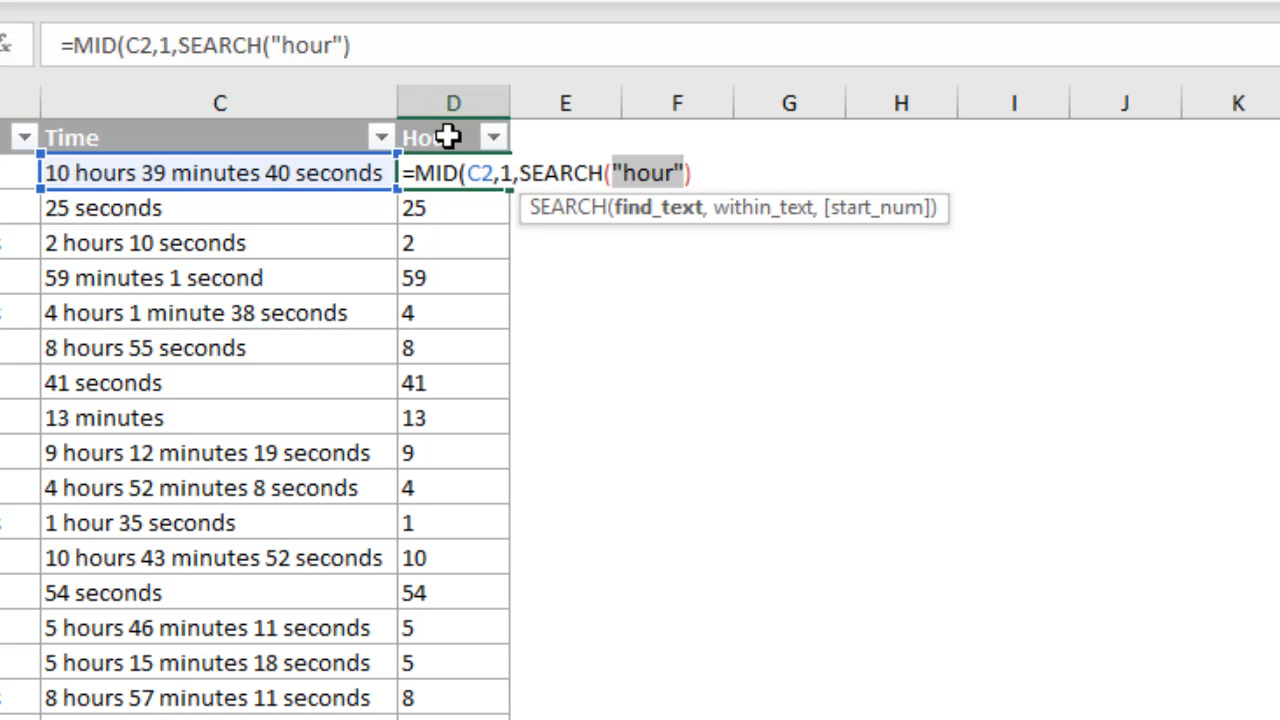 =MID(C2,1,SEARCH("hour")
C D E F G H I J K
Time Hou
10 hours 39 minutes 40 seconds =MID(C2,1,SEARCH("hour")
SEARCH(find_text, within_text, [start_num])
25 seconds 25
2 hours 10 seconds 2
59 minutes 1 second 59
4 hours 1 minute 38 seconds 4
8 hours 55 seconds 8
41 seconds 41
13 minutes 13
9 hours 12 minutes 19 seconds 9
4 hours 52 minutes 8 seconds 4
1 hour 35 seconds 1
10 hours 43 minutes 52 seconds 10
54 seconds 54
5 hours 46 minutes 11 seconds 5
5 hours 15 minutes 18 seconds 5
8 hours 57 minutes 11 seconds 8